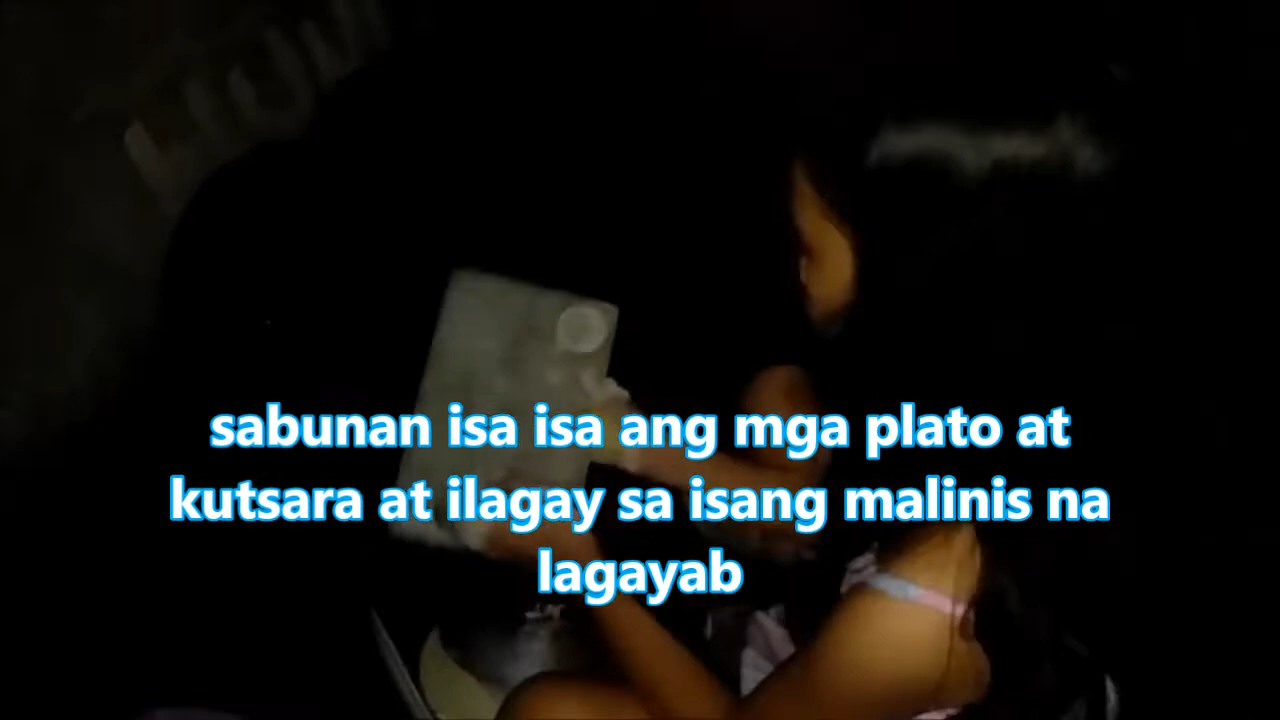 sabunan isa isa ang mga plato at
kutsara at ilagay sa isang malinis na
lagayab